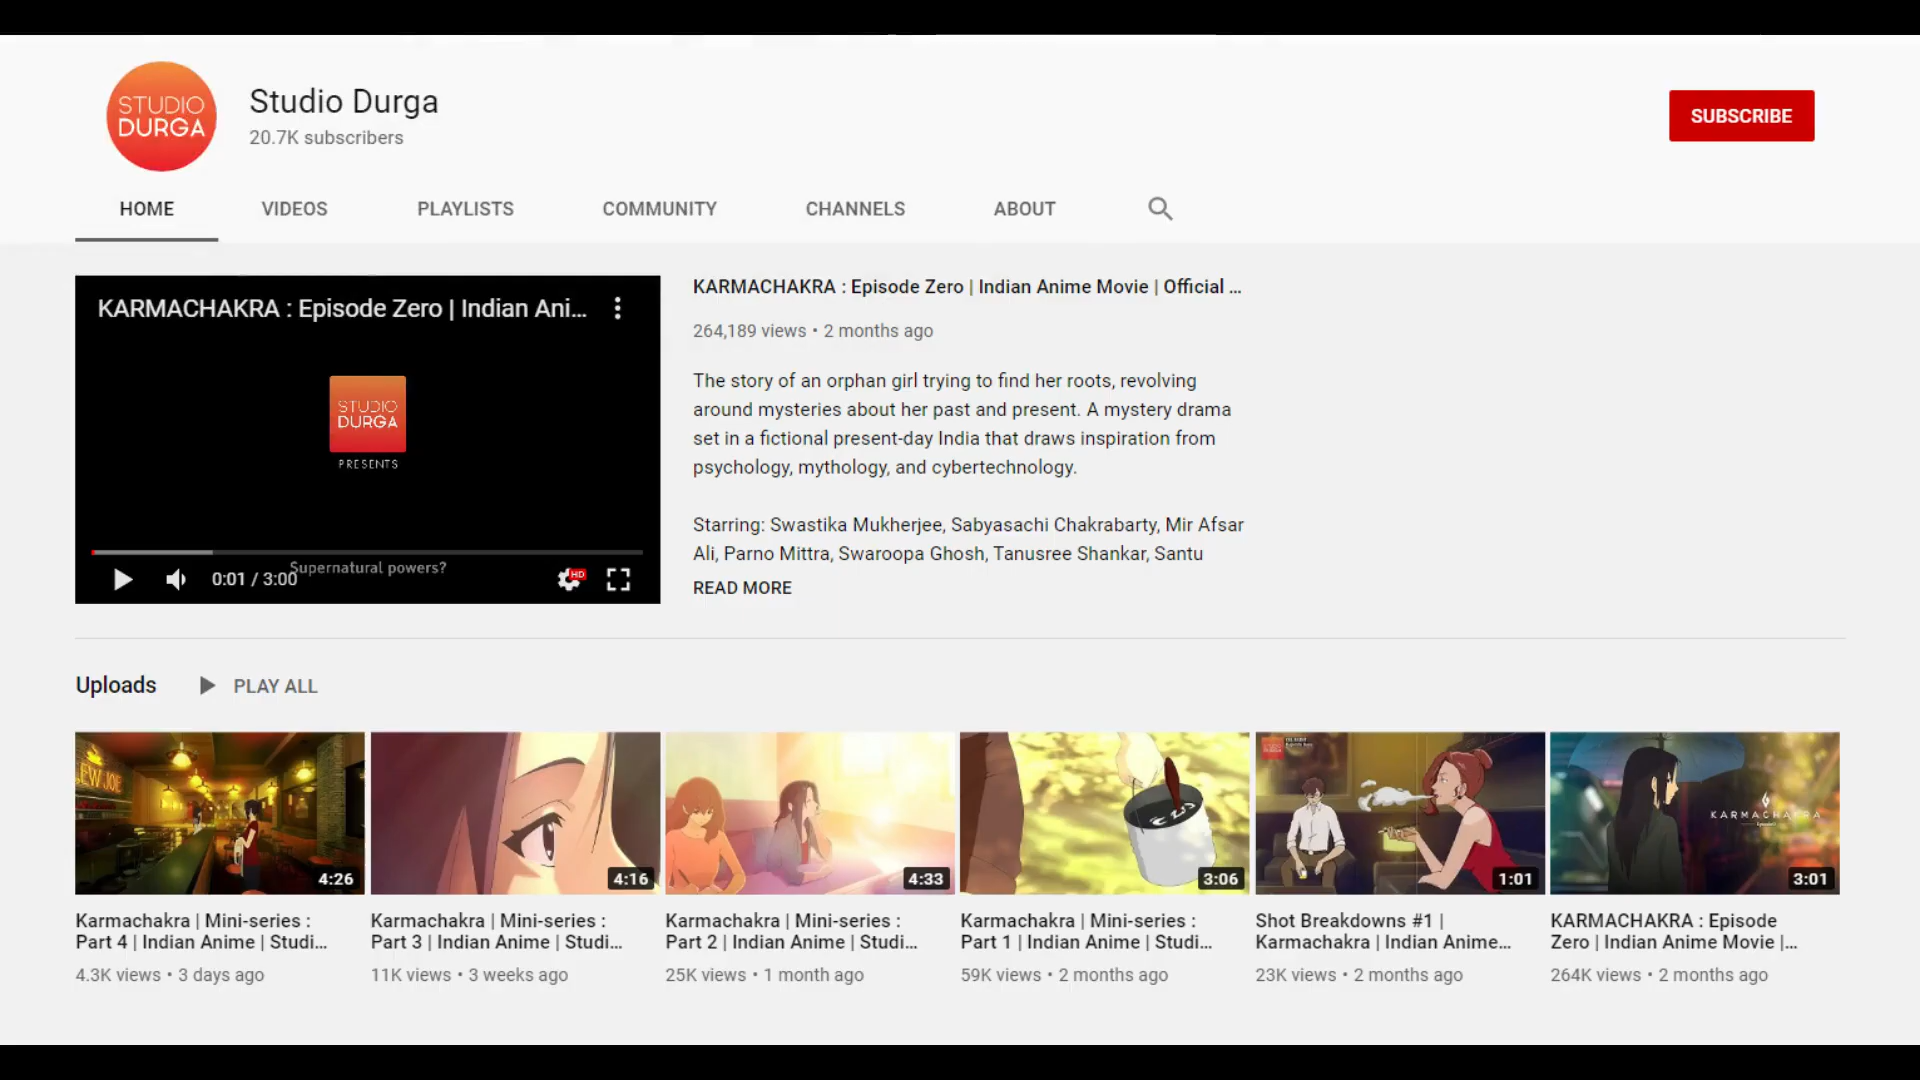 STUDIO
DURGA
Studio Durga
20.7K subscribers
SUBSCRIBE
HOME
VIDEOS
PLAYLISTS
COMMUNITY
CHANNELS
ABOUT
KARMACHAKRA : Episode Zero | Indian Ani...
STUDIO
DURGA
PRESENTS
Supernatural powers?
0:01 / 3:00
HD
KARMACHAKRA : Episode Zero | Indian Anime Movie | Official ...
264,189 views • 2 months ago
The story of an orphan girl trying to find her roots, revolving
around mysteries about her past and present. A mystery drama
set in a fictional present-day India that draws inspiration from
psychology, mythology, and cybertechnology.
Starring: Swastika Mukherjee, Sabyasachi Chakrabarty, Mir Afsar
Ali, Parno Mittra, Swaroopa Ghosh, Tanusree Shankar, Santu
READ MORE
Uploads
PLAY ALL
4:26
Karmachakra | Mini-series :
Part 4 | Indian Anime | Studi...
4.3K views • 3 days ago
4:16
Karmachakra | Mini-series :
Part 3 | Indian Anime | Studi...
11K views • 3 weeks ago
4:33
Karmachakra | Mini-series :
Part 2 | Indian Anime | Studi...
25K views • 1 month ago
3:06
Karmachakra | Mini-series :
Part 1 | Indian Anime | Studi...
59K views • 2 months ago
1:01
Shot Breakdowns #1 |
Karmachakra | Indian Anime...
23K views • 2 months ago
KARMACHAKRA
3:01
KARMACHAKRA : Episode
Zero | Indian Anime Movie |...
264K views • 2 months ago